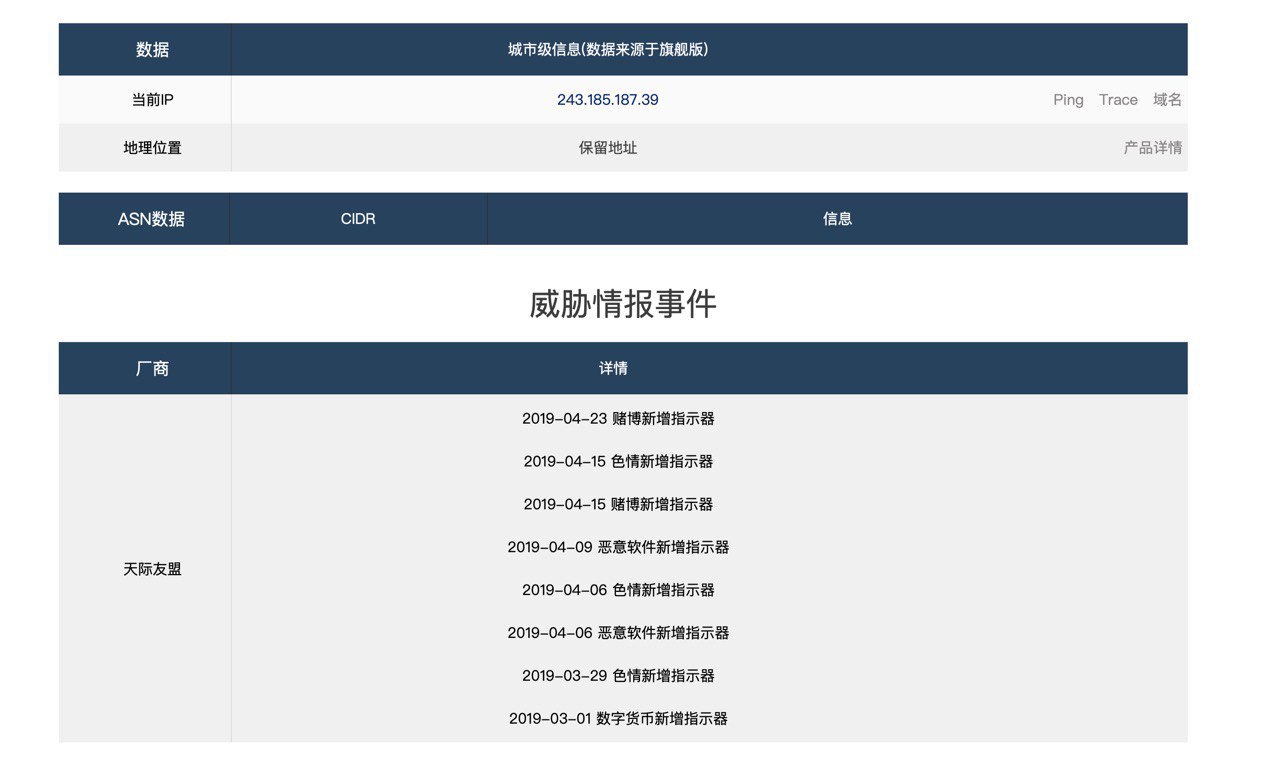 数据 城市级信息(数据来源于旗舰版)
当前IP 243.185.187.39 Ping Trace 域名
地理位置 保留地址 产品详情
ASN数据 CIDR 信息
威胁情报事件
厂商 详情
2019-04-23 赌博新增指示器
2019-04-15 色情新增指示器
2019-04-15 赌博新增指示器
2019-04-09 恶意软件新增指示器
天际友盟
2019-04-06 色情新增指示器
2019-04-06 恶意软件新增指示器
2019-03-29 色情新增指示器
2019-03-01 数字货币新增指示器